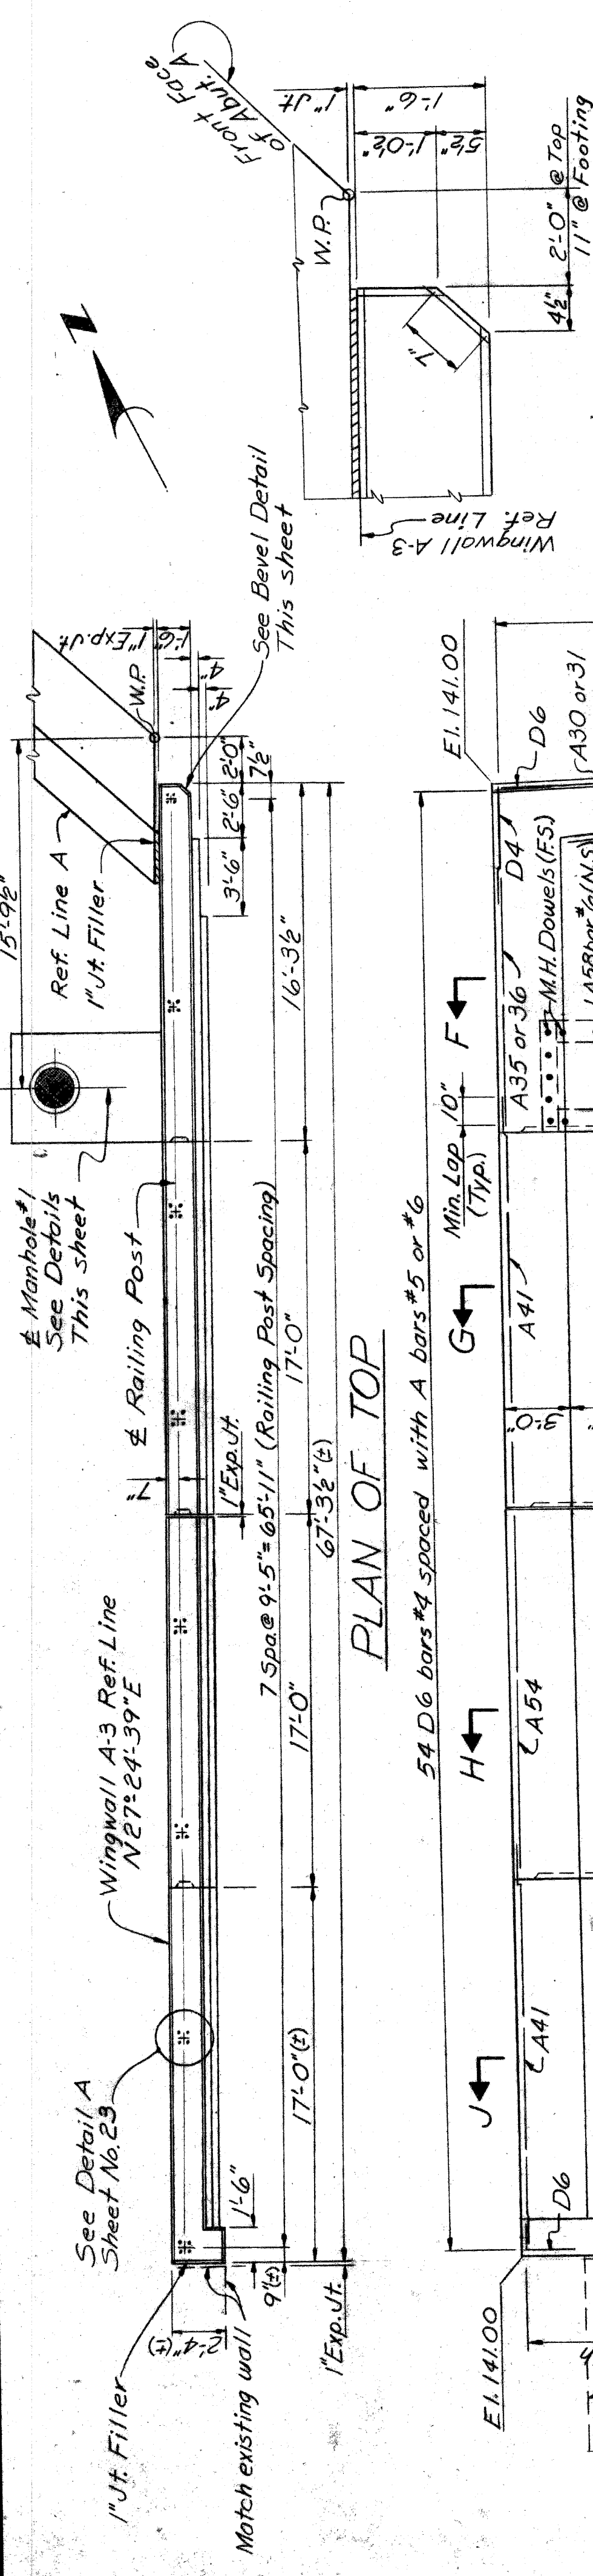 Front Face
of Abut. A
1" Jt.
1'-6"
1'-0½"
5½"
W.P.
2'-0" @ Top
11" @ Footing
4½"
7"
Wingwall A-3
Ref. Line
N
See Bevel Detail
This sheet
1" Exp. Jt.
1'-6"
4"
4"
W.P.
15'-9½"
Ref. Line A
1" Jt. Filler
2'-0"
7½"
2'-6"
3'-6"
16'-3½"
℄ Manhole #1
See Details
This sheet
℄ Railing Post
7"
1" Exp. Jt.
7 Spa. @ 9'-5" = 65'-11" (Railing Post Spacing)
17'-0"
17'-0"
17'-0" (±)
67'-3½" (±)
Wingwall A-3 Ref. Line
N 27°-24'-39" E
See Detail A
Sheet No. 23
1" Jt. Filler
2'-4" (±)
Match existing wall
1'-6"
9" (±)
1" Exp. Jt.
PLAN OF TOP
54 D6 bars #4 spaced with A bars #5 or #6
El. 141.00
D6
A30 or 31
D4
A35 or 36
M.H. Dowels (F.S.)
F
Min. Lap 10"
(Typ.)
G
A41
3'-0"
H
A54
J
A41
D6
El. 141.00